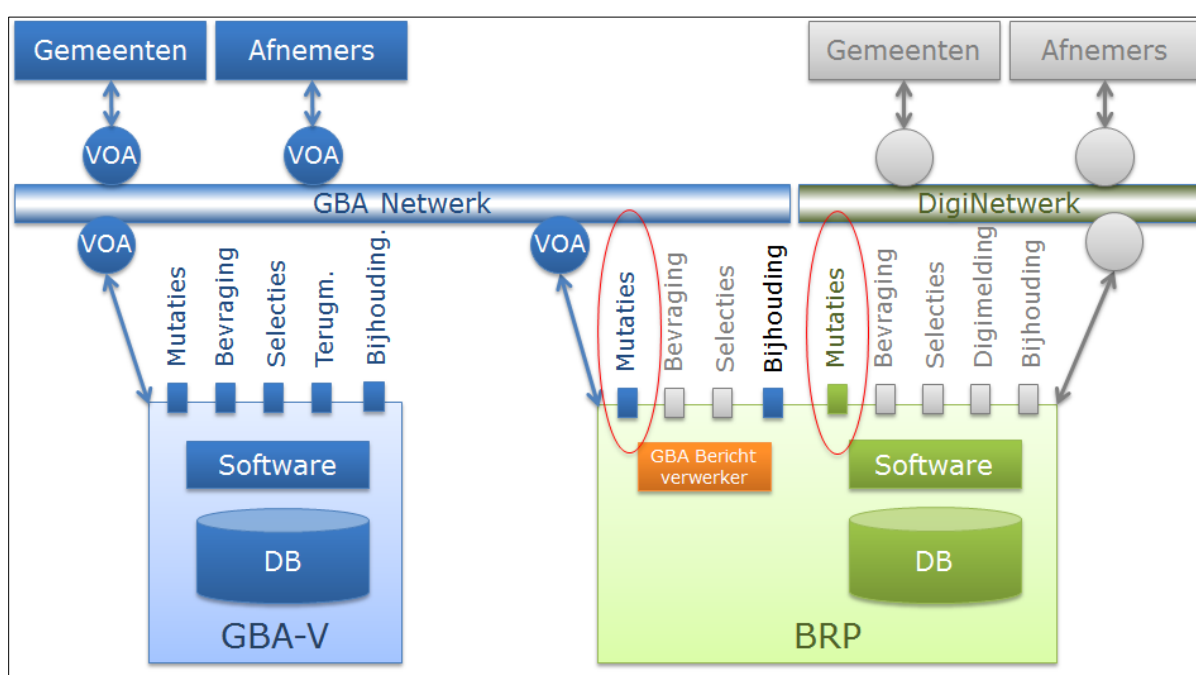 Gemeenten
Afnemers
Gemeenten
Afnemers
VOA
VOA
GBA Netwerk
DigiNetwerk
VOA
VOA
Mutaties
Bevraging
Selecties
Terugm.
Bijhouding.
Mutaties
Bevraging
Selecties
Bijhouding
Mutaties
Bevraging
Selecties
Digimelding
Bijhouding
Software
GBA Bericht
verwerker
Software
DB
DB
GBA-V
BRP